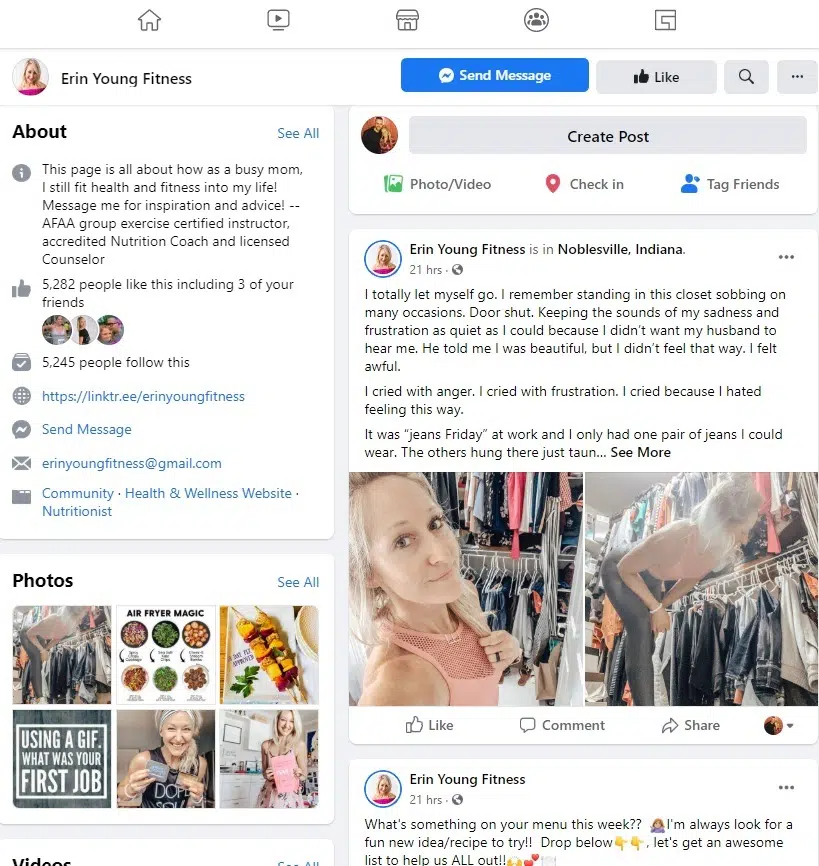 Erin Young Fitness
Send Message
Like
About
See All
This page is all about how as a busy mom,
I still fit health and fitness into my life!
Message me for inspiration and advice! --
AFAA group exercise certified instructor,
accredited Nutrition Coach and licensed
Counselor
5,282 people like this including 3 of your
friends
5,245 people follow this
https://linktr.ee/erinyoungfitness
Send Message
erinyoungfitness@gmail.com
Community · Health & Wellness Website ·
Nutritionist
Photos
See All
AIR FRYER MAGIC
USING A GIF.
WHAT WAS YOUR
FIRST JOB
Videos
See All
Create Post
Photo/Video
Check in
Tag Friends
Erin Young Fitness is in Noblesville, Indiana.
21 hrs ·
I totally let myself go. I remember standing in this closet sobbing on
many occasions. Door shut. Keeping the sounds of my sadness and
frustration as quiet as I could because I didn’t want my husband to
hear me. He told me I was beautiful, but I didn’t feel that way. I felt
awful.
I cried with anger. I cried with frustration. I cried because I hated
feeling this way.
It was “jeans Friday” at work and I only had one pair of jeans I could
wear. The others hung there just taun... See More
Like
Comment
Share
Erin Young Fitness
21 hrs ·
What's something on your menu this week?? 🤷🏼‍♀️I'm always look for a
fun new idea/recipe to try!! Drop below👇👇, let's get an awesome
list to help us ALL out!!🙌💕🍽